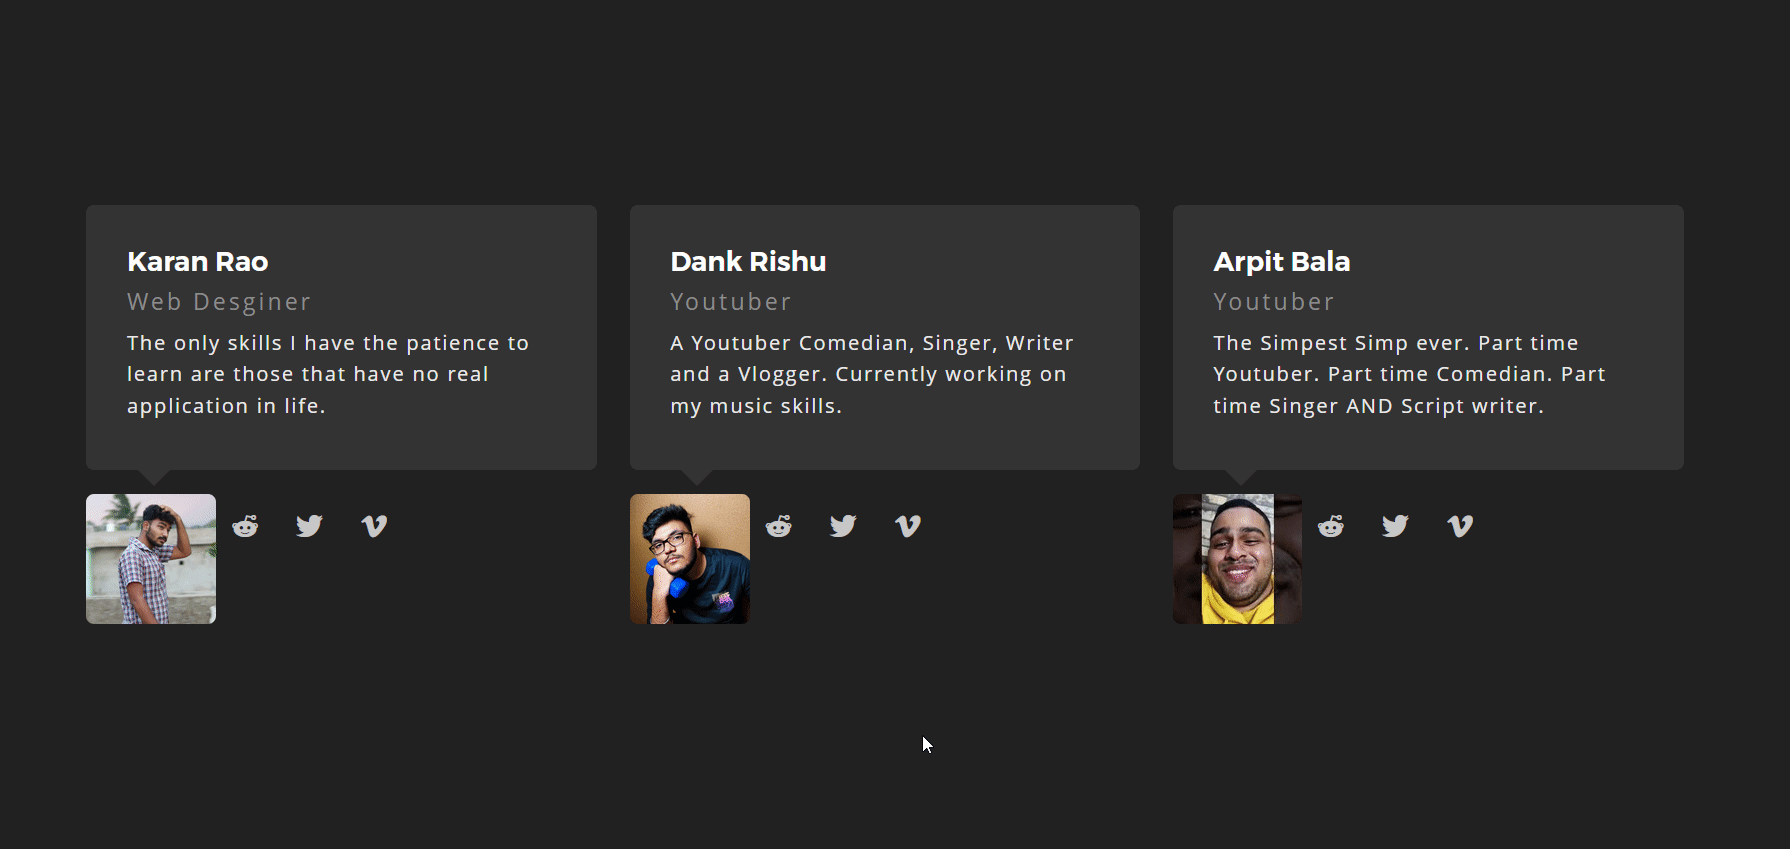 Karan Rao
Web Desginer
The only skills I have the patience to
learn are those that have no real
application in life.
Dank Rishu
Youtuber
A Youtuber Comedian, Singer, Writer
and a Vlogger. Currently working on
my music skills.
Arpit Bala
Youtuber
The Simpest Simp ever. Part time
Youtuber. Part time Comedian. Part
time Singer AND Script writer.